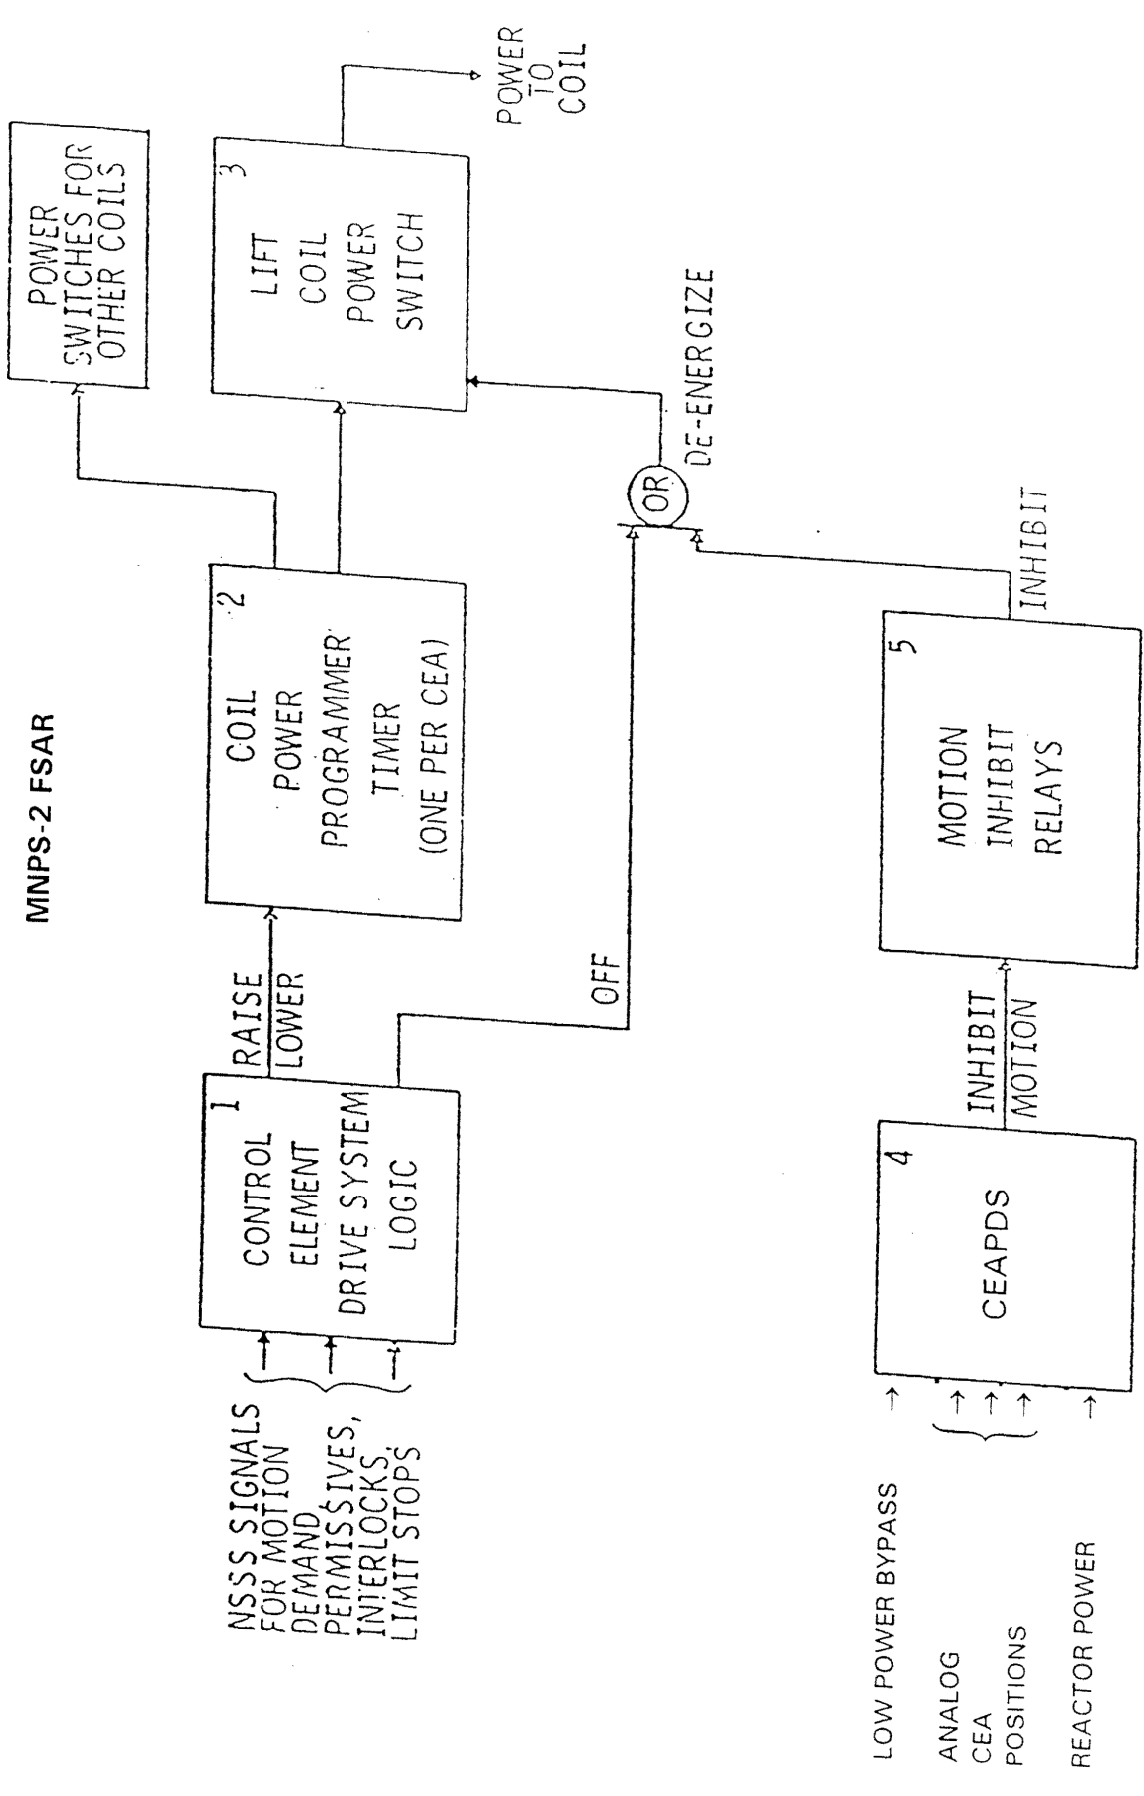 MNPS-2 FSAR
NSSS SIGNALS
FOR MOTION
DEMAND,
PERMISSIVES,
INTERLOCKS,
LIMIT STOPS
1
CONTROL
ELEMENT
DRIVE SYSTEM
LOGIC
RAISE
LOWER
OFF
2
COIL
POWER
PROGRAMMER
TIMER
(ONE PER CEA)
POWER
SWITCHES FOR
OTHER COILS
3
LIFT
COIL
POWER
SWITCH
POWER
TO
COIL
OR
DE-ENERGIZE
LOW POWER BYPASS
ANALOG
CEA
POSITIONS
REACTOR POWER
4
CEAPDS
INHIBIT
MOTION
5
MOTION
INHIBIT
RELAYS
INHIBIT